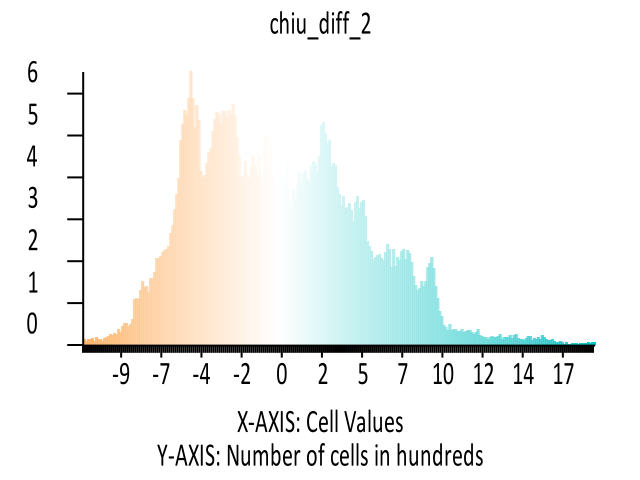 chiu_diff_2
6
5
4
3
2
1
0
-9 -7 -4 -2 0 2 5 7 10 12 14 17
X-AXIS: Cell Values
Y-AXIS: Number of cells in hundreds